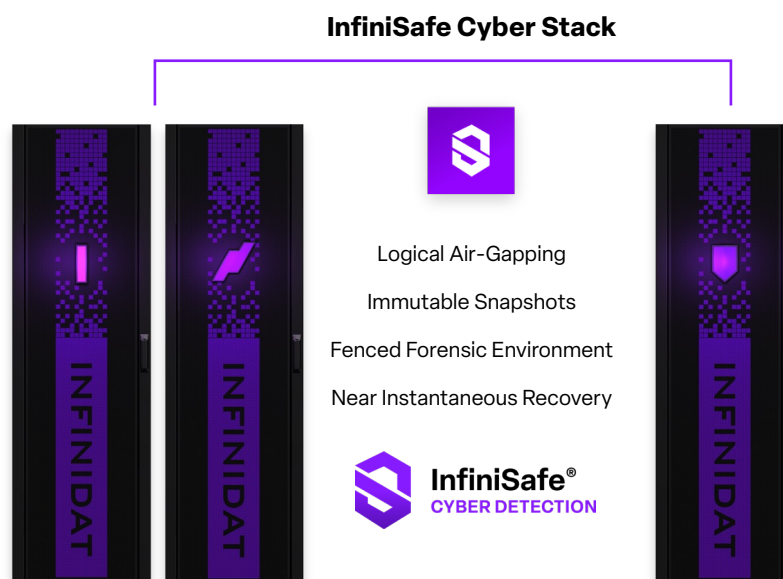 InfiniSafe Cyber Stack
INFINIDAT
INFINIDAT
Logical Air-Gapping
Immutable Snapshots
Fenced Forensic Environment
Near Instantaneous Recovery
InfiniSafe®
CYBER DETECTION
INFINIDAT